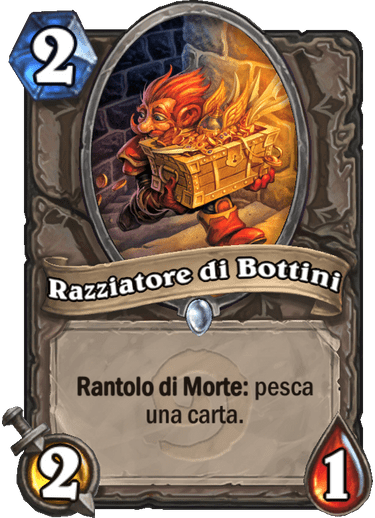 2
Razziatore di Bottini
Rantolo di Morte: pesca
una carta.
2
1